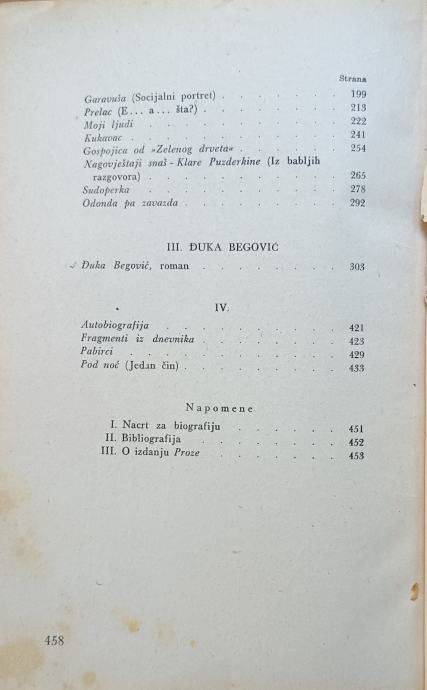 Strana
Garavuša (Socijalni portret) . . . . . . 199
Prelac (E... a... šta?) . . . . . . . 213
Moji ljudi . . . . . . . . . 222
Kukavac . . . . . . . . . . 241
Gospojica od »Zelenog drveta« . . . . . 254
Nagovještaji snaš-Klare Puzderkine (Iz babljih
razgovora) . . . . . . . . . 265
Sudoperka . . . . . . . . . 278
Odonda pa zavazda . . . . . . . . 292
III. ĐUKA BEGOVIĆ
Đuka Begović, roman . . . . . . . 303
IV.
Autobiografija . . . . . . . . . 421
Fragmenti iz dnevnika . . . . . . . 423
Pabirci . . . . . . . . . . 429
Pod noć (Jedan čin) . . . . . . . . 433
Napomene
I. Nacrt za biografiju . . . . . . 451
II. Bibliografija . . . . . . . 452
III. O izdanju Proze . . . . . . 453
458